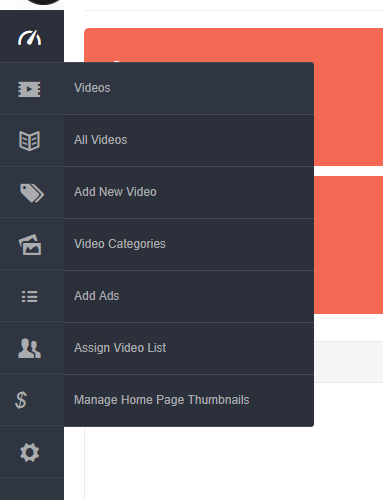 Videos
All Videos
Add New Video
Video Categories
Add Ads
Assign Video List
Manage Home Page Thumbnails